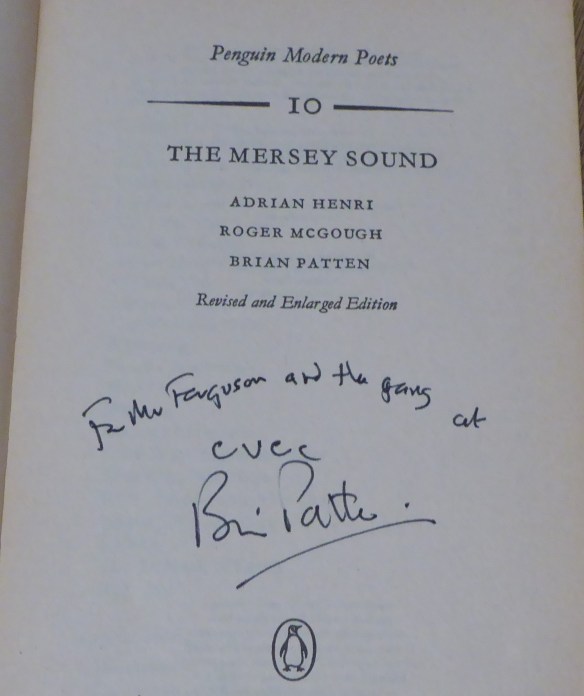 Penguin Modern Poets
10
THE MERSEY SOUND
ADRIAN HENRI
ROGER MCGOUGH
BRIAN PATTEN
Revised and Enlarged Edition
For Mr Ferguson and the gang
at
CVCC
Brian Patten.